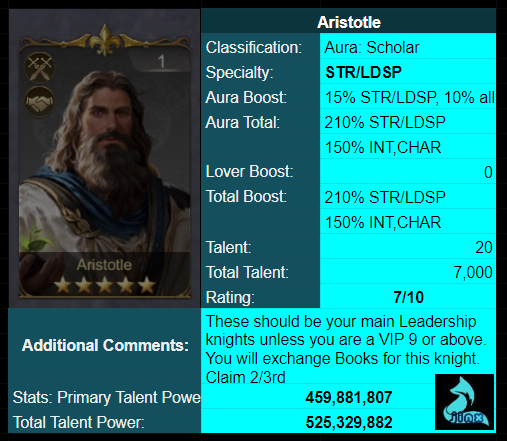 Aristotle
1
Aristotle
Classification: Aura: Scholar
Specialty: STR/LDSP
Aura Boost: 15% STR/LDSP, 10% all
Aura Total: 210% STR/LDSP
150% INT,CHAR
Lover Boost: 0
Total Boost: 210% STR/LDSP
150% INT,CHAR
Talent: 20
Total Talent: 7,000
Rating: 7/10
Additional Comments:
These should be your main Leadership
knights unless you are a VIP 9 or above.
You will exchange Books for this knight.
Claim 2/3rd
Stats: Primary Talent Powe 459,881,807
Total Talent Power: 525,329,882